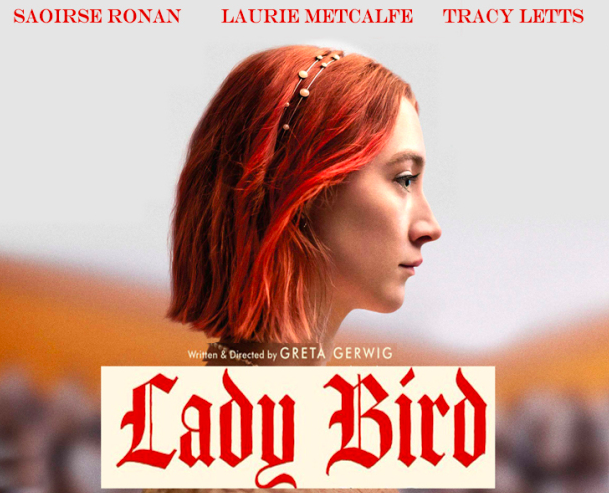 SAOIRSE RONAN LAURIE METCALFE TRACY LETTS
Written & Directed by GRETA GERWIG
Lady Bird